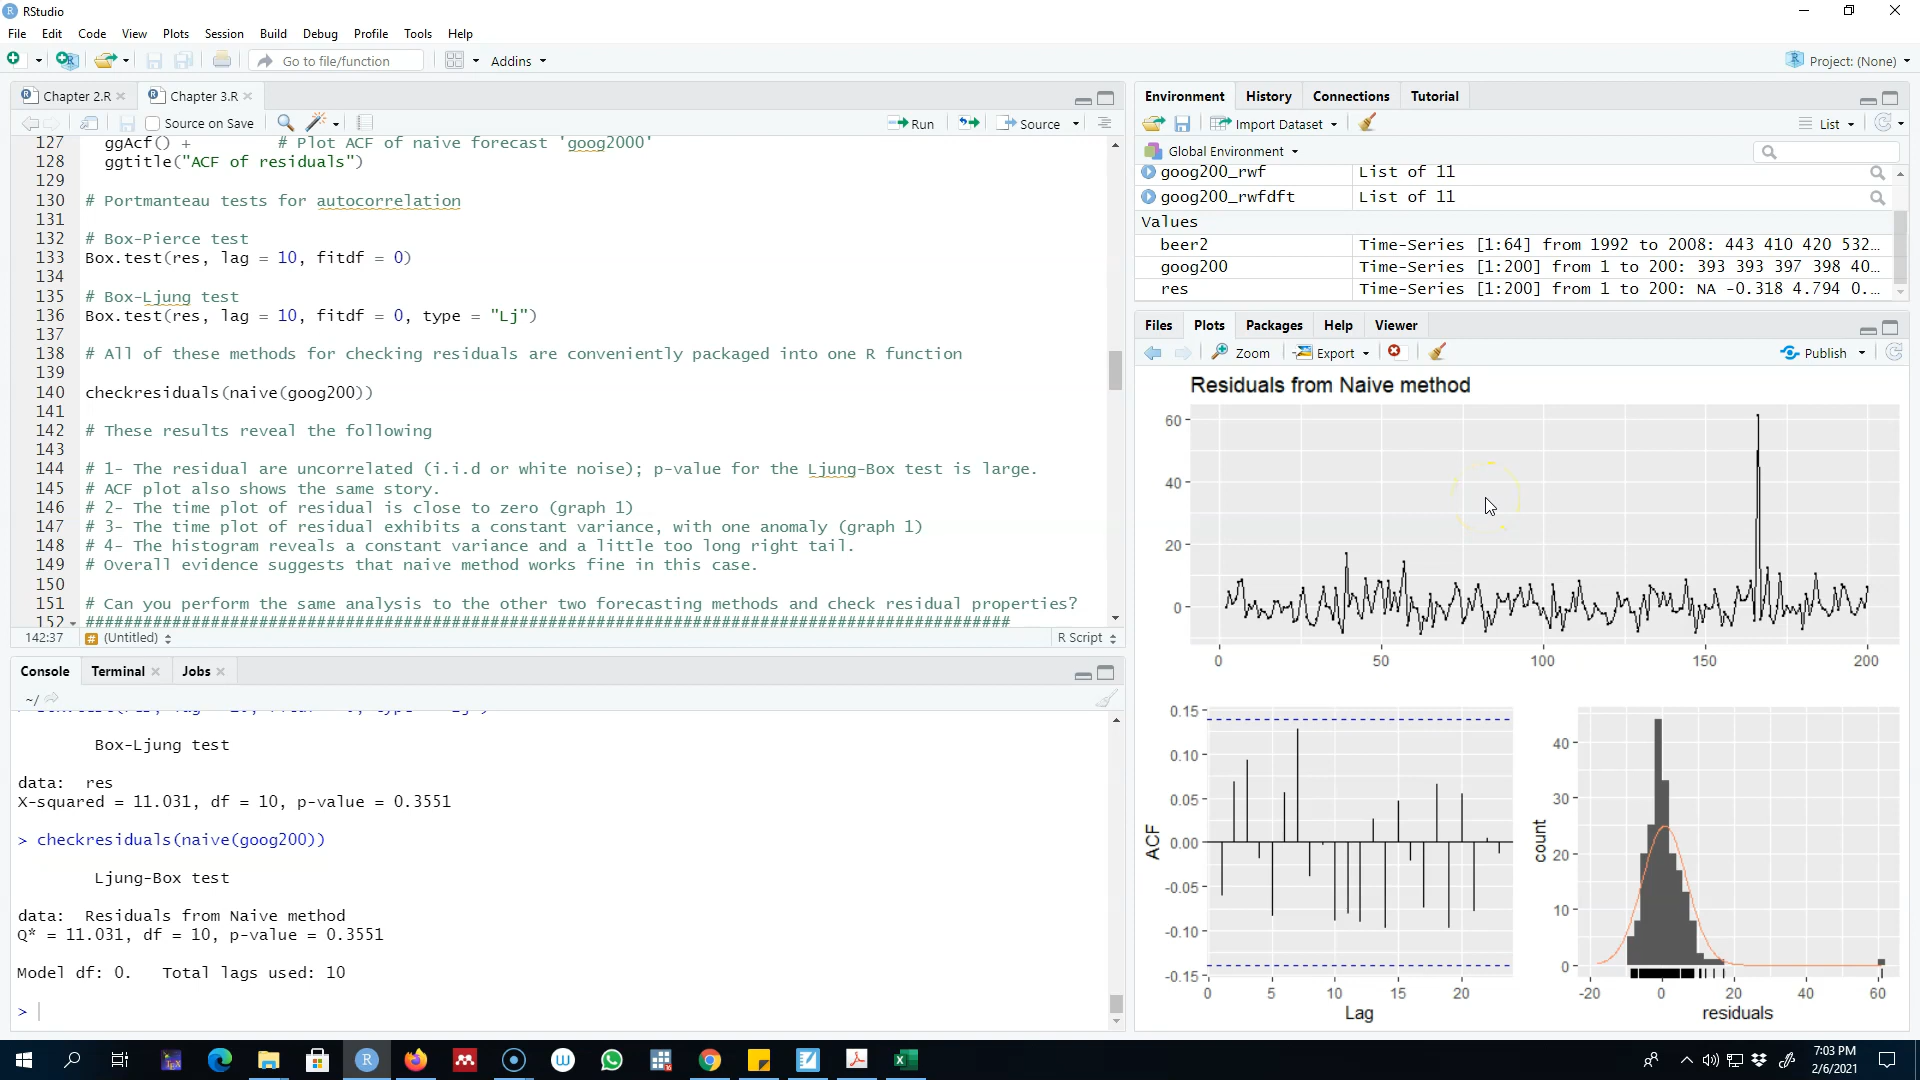 RStudio
File Edit Code View Plots Session Build Debug Profile Tools Help
Go to file/function Addins Project: (None)
Chapter 2.R Chapter 3.R
Source on Save Run Source
127 ggAcf() + # Plot ACF of naive forecast 'goog2000'
128 ggtitle("ACF of residuals")
129
130 # Portmanteau tests for autocorrelation
131
132 # Box-Pierce test
133 Box.test(res, lag = 10, fitdf = 0)
134
135 # Box-Ljung test
136 Box.test(res, lag = 10, fitdf = 0, type = "Lj")
137
138 # All of these methods for checking residuals are conveniently packaged into one R function
139
140 checkresiduals(naive(goog200))
141
142 # These results reveal the following
143
144 # 1- The residual are uncorrelated (i.i.d or white noise); p-value for the Ljung-Box test is large.
145 # ACF plot also shows the same story.
146 # 2- The time plot of residual is close to zero (graph 1)
147 # 3- The time plot of residual exhibits a constant variance, with one anomaly (graph 1)
148 # 4- The histogram reveals a constant variance and a little too long right tail.
149 # Overall evidence suggests that naive method works fine in this case.
150
151 # Can you perform the same analysis to the other two forecasting methods and check residual properties?
152 ################################################################################################
142:37 (Untitled) R Script
Console Terminal Jobs
~/
Box-Ljung test
data: res
X-squared = 11.031, df = 10, p-value = 0.3551
> checkresiduals(naive(goog200))
Ljung-Box test
data: Residuals from Naive method
Q* = 11.031, df = 10, p-value = 0.3551
Model df: 0. Total lags used: 10
>
Environment History Connections Tutorial
Import Dataset List
Global Environment
goog200_rwf List of 11
goog200_rwfdft List of 11
Values
beer2 Time-Series [1:64] from 1992 to 2008: 443 410 420 532…
goog200 Time-Series [1:200] from 1 to 200: 393 393 397 398 40…
res Time-Series [1:200] from 1 to 200: NA -0.318 4.794 0.…
Files Plots Packages Help Viewer
Zoom Export Publish
Residuals from Naive method
60
40
20
0
0 50 100 150 200
0.15
0.10
0.05
0.00
-0.05
-0.10
-0.15
ACF
0 5 10 15 20
Lag
40
30
20
10
0
count
-20 0 20 40 60
residuals
7:03 PM
2/6/2021